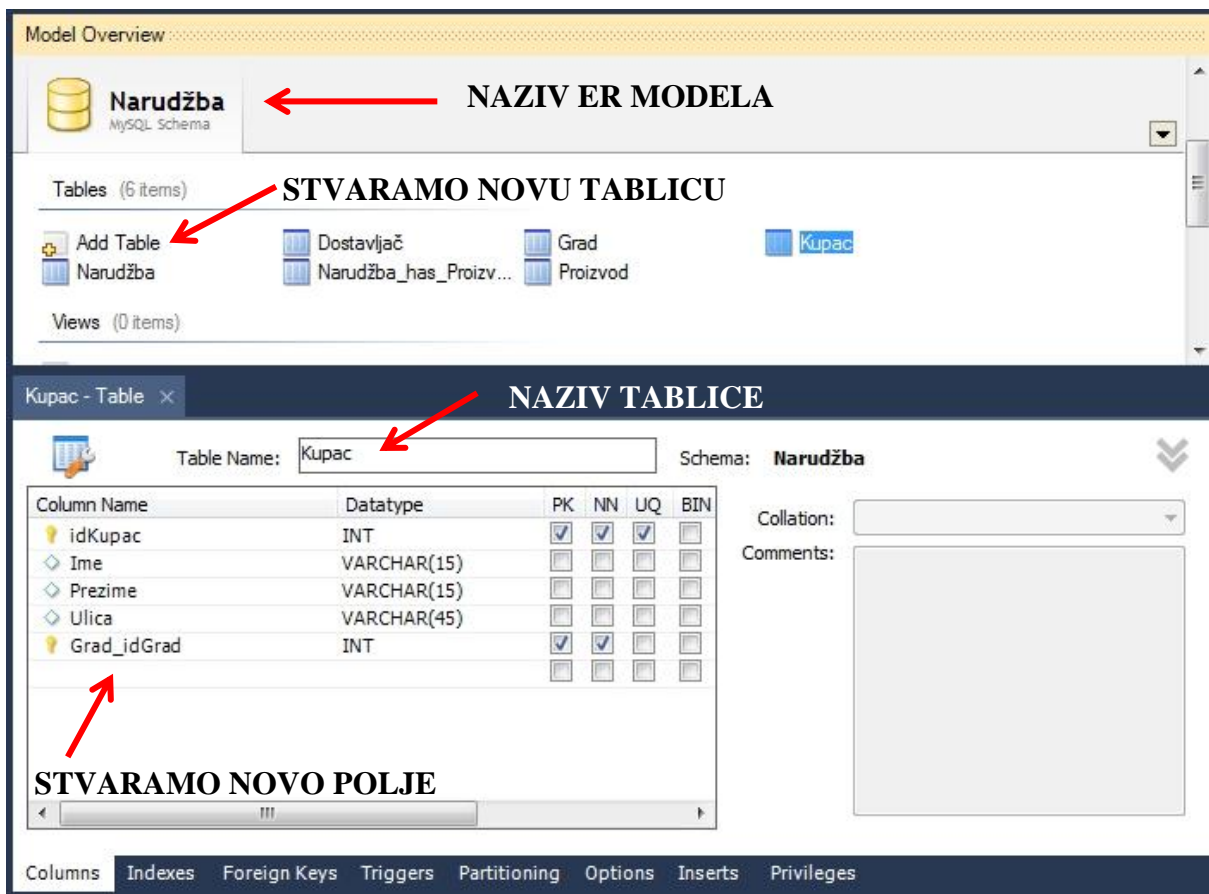 Model Overview
Narudžba
MySQL Schema
NAZIV ER MODELA
Tables (6 items)
STVARAMO NOVU TABLICU
Add Table Dostavljač Grad Kupac
Narudžba Narudžba_has_Proizv... Proizvod
Views (0 items)
Kupac - Table ×
NAZIV TABLICE
Table Name: Kupac Schema: Narudžba
Column Name Datatype PK NN UQ BIN
idKupac INT
Ime VARCHAR(15)
Prezime VARCHAR(15)
Ulica VARCHAR(45)
Grad_idGrad INT
Collation:
Comments:
STVARAMO NOVO POLJE
Columns Indexes Foreign Keys Triggers Partitioning Options Inserts Privileges